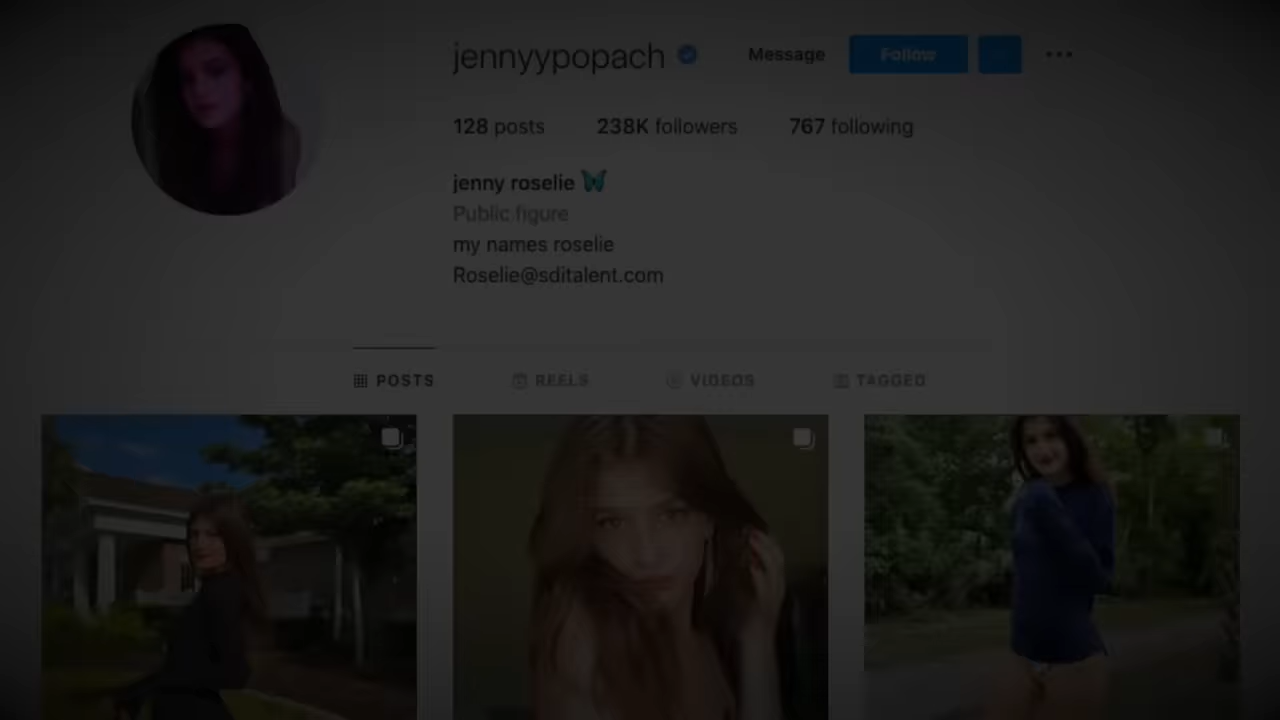 jennyypopach Message Follow
128 posts 238K followers 767 following
jenny roselie
Public figure
my names roselie
Roselie@sditalent.com
POSTS REELS VIDEOS TAGGED